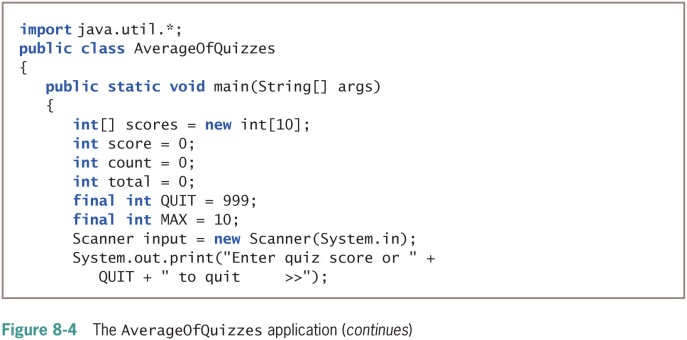 import java.util.*;
public class AverageOfQuizzes
{
   public static void main(String[] args)
   {
      int[] scores = new int[10];
      int score = 0;
      int count = 0;
      int total = 0;
      final int QUIT = 999;
      final int MAX = 10;
      Scanner input = new Scanner(System.in);
      System.out.print("Enter quiz score or " +
         QUIT + " to quit     >>");
Figure 8-4   The AverageOfQuizzes application (continues)